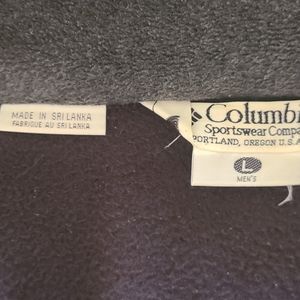 MADE IN SRI LANKA
FABRIQUE AU SRI LANKA
Columbi
Sportswear Compa
PORTLAND, OREGON U.S.A
L
MEN'S